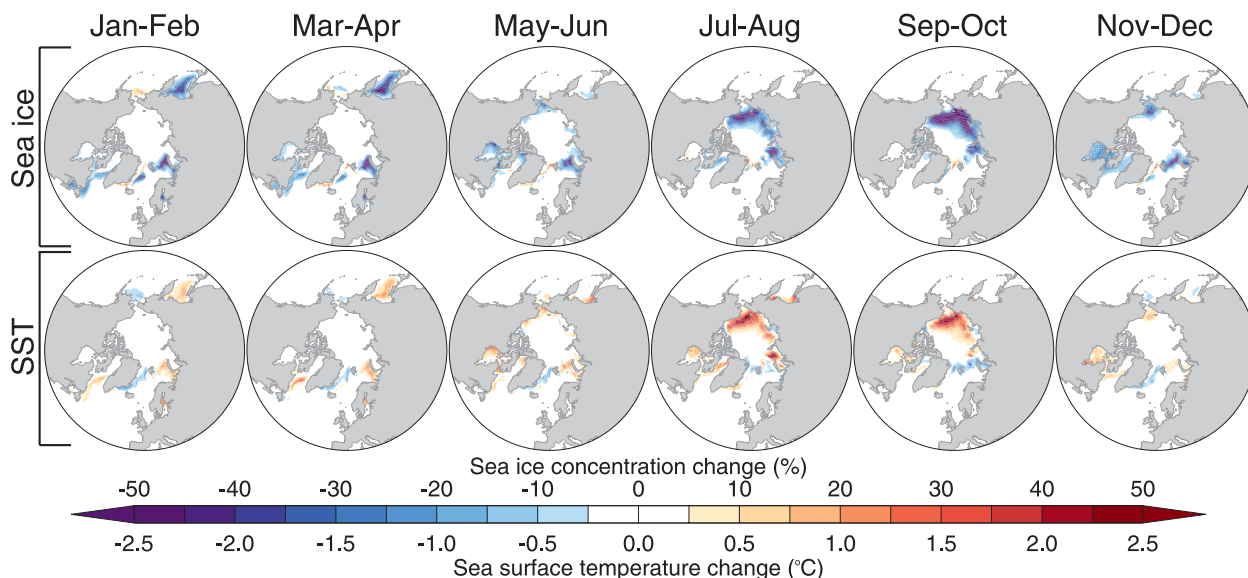 Jan-Feb Mar-Apr May-Jun Jul-Aug Sep-Oct Nov-Dec
Sea ice
SST
Sea ice concentration change (%)
-50 -40 -30 -20 -10 0 10 20 30 40 50
-2.5 -2.0 -1.5 -1.0 -0.5 0.0 0.5 1.0 1.5 2.0 2.5
Sea surface temperature change (°C)